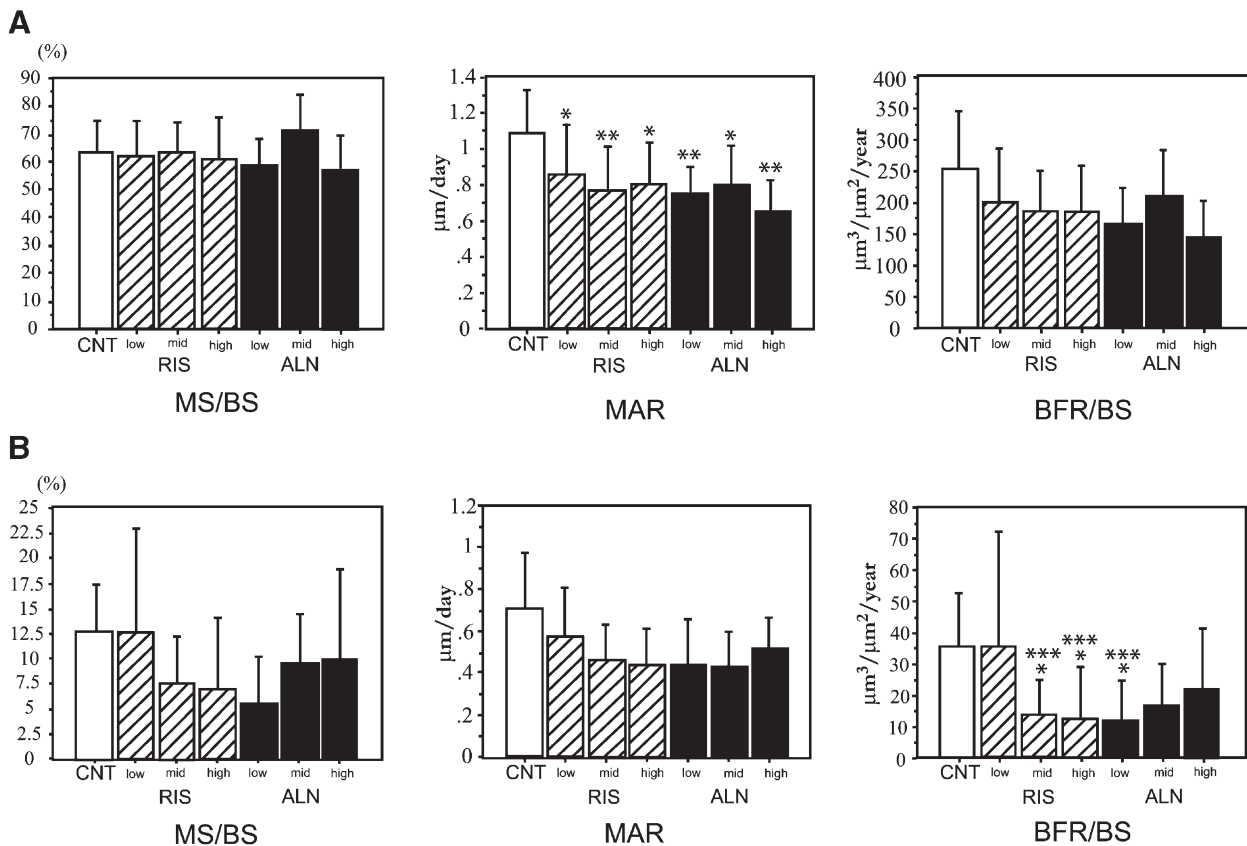 A
(%)
90
80
70
60
50
40
30
20
10
0
CNT low mid high low mid high
RIS ALN
MS/BS
μm/day
1.4
1.2
1
.8
.6
.4
.2
0
* ** * ** * **
CNT low mid high low mid high
RIS ALN
MAR
μm³/μm²/year
400
350
300
250
200
150
100
50
0
CNT low mid high low mid high
RIS ALN
BFR/BS
B
(%)
25
22.5
20
17.5
15
12.5
10
7.5
5
2.5
0
CNT low mid high low mid high
RIS ALN
MS/BS
μm/day
1.2
1
.8
.6
.4
.2
0
CNT low mid high low mid high
RIS ALN
MAR
μm³/μm²/year
80
70
60
50
40
30
20
10
0
*** *** ***
* * *
CNT low mid high low mid high
RIS ALN
BFR/BS